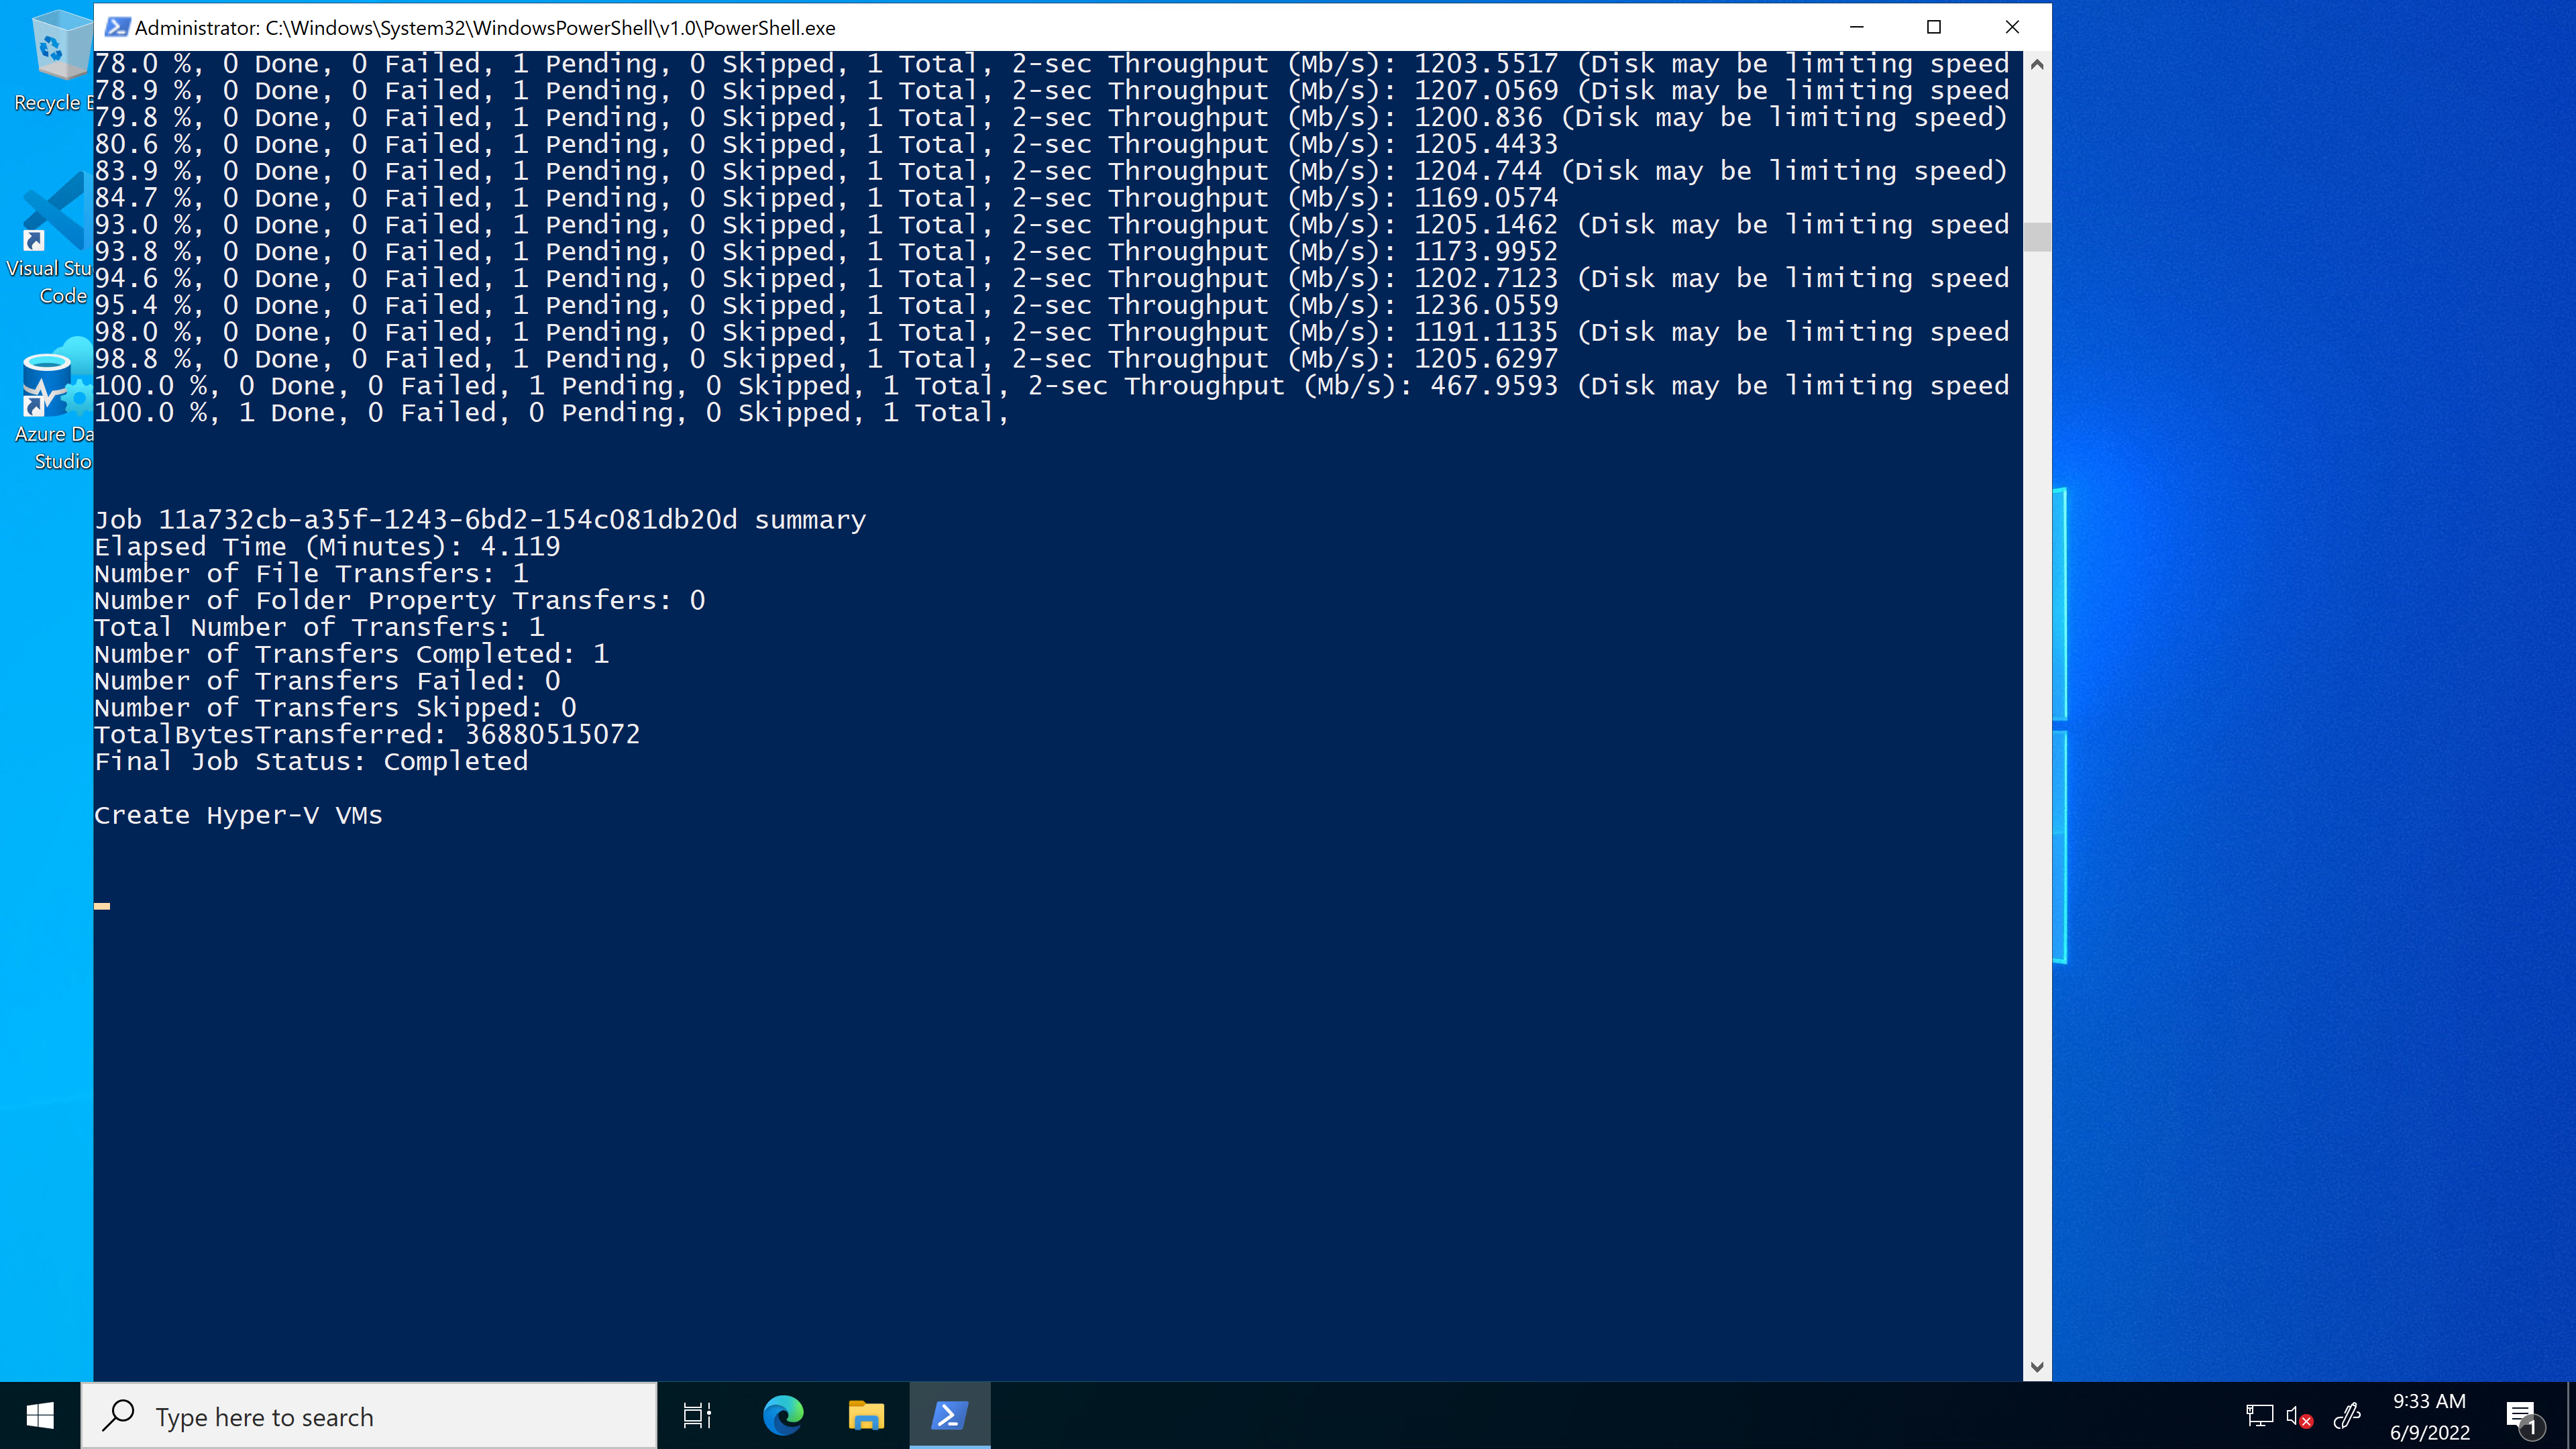 Administrator: C:\Windows\System32\WindowsPowerShell\v1.0\PowerShell.exe
Recycle
Visual Stu
Code
Azure Da
Studio
78.0 %, 0 Done, 0 Failed, 1 Pending, 0 Skipped, 1 Total, 2-sec Throughput (Mb/s): 1203.5517 (Disk may be limiting speed
78.9 %, 0 Done, 0 Failed, 1 Pending, 0 Skipped, 1 Total, 2-sec Throughput (Mb/s): 1207.0569 (Disk may be limiting speed
79.8 %, 0 Done, 0 Failed, 1 Pending, 0 Skipped, 1 Total, 2-sec Throughput (Mb/s): 1200.836 (Disk may be limiting speed)
80.6 %, 0 Done, 0 Failed, 1 Pending, 0 Skipped, 1 Total, 2-sec Throughput (Mb/s): 1205.4433
83.9 %, 0 Done, 0 Failed, 1 Pending, 0 Skipped, 1 Total, 2-sec Throughput (Mb/s): 1204.744 (Disk may be limiting speed)
84.7 %, 0 Done, 0 Failed, 1 Pending, 0 Skipped, 1 Total, 2-sec Throughput (Mb/s): 1169.0574
93.0 %, 0 Done, 0 Failed, 1 Pending, 0 Skipped, 1 Total, 2-sec Throughput (Mb/s): 1205.1462 (Disk may be limiting speed
93.8 %, 0 Done, 0 Failed, 1 Pending, 0 Skipped, 1 Total, 2-sec Throughput (Mb/s): 1173.9952
94.6 %, 0 Done, 0 Failed, 1 Pending, 0 Skipped, 1 Total, 2-sec Throughput (Mb/s): 1202.7123 (Disk may be limiting speed
95.4 %, 0 Done, 0 Failed, 1 Pending, 0 Skipped, 1 Total, 2-sec Throughput (Mb/s): 1236.0559
98.0 %, 0 Done, 0 Failed, 1 Pending, 0 Skipped, 1 Total, 2-sec Throughput (Mb/s): 1191.1135 (Disk may be limiting speed
98.8 %, 0 Done, 0 Failed, 1 Pending, 0 Skipped, 1 Total, 2-sec Throughput (Mb/s): 1205.6297
100.0 %, 0 Done, 0 Failed, 1 Pending, 0 Skipped, 1 Total, 2-sec Throughput (Mb/s): 467.9593 (Disk may be limiting speed
100.0 %, 1 Done, 0 Failed, 0 Pending, 0 Skipped, 1 Total,
Job 11a732cb-a35f-1243-6bd2-154c081db20d summary
Elapsed Time (Minutes): 4.119
Number of File Transfers: 1
Number of Folder Property Transfers: 0
Total Number of Transfers: 1
Number of Transfers Completed: 1
Number of Transfers Failed: 0
Number of Transfers Skipped: 0
TotalBytesTransferred: 36880515072
Final Job Status: Completed
Create Hyper-V VMs
Type here to search
9:33 AM
6/9/2022
1